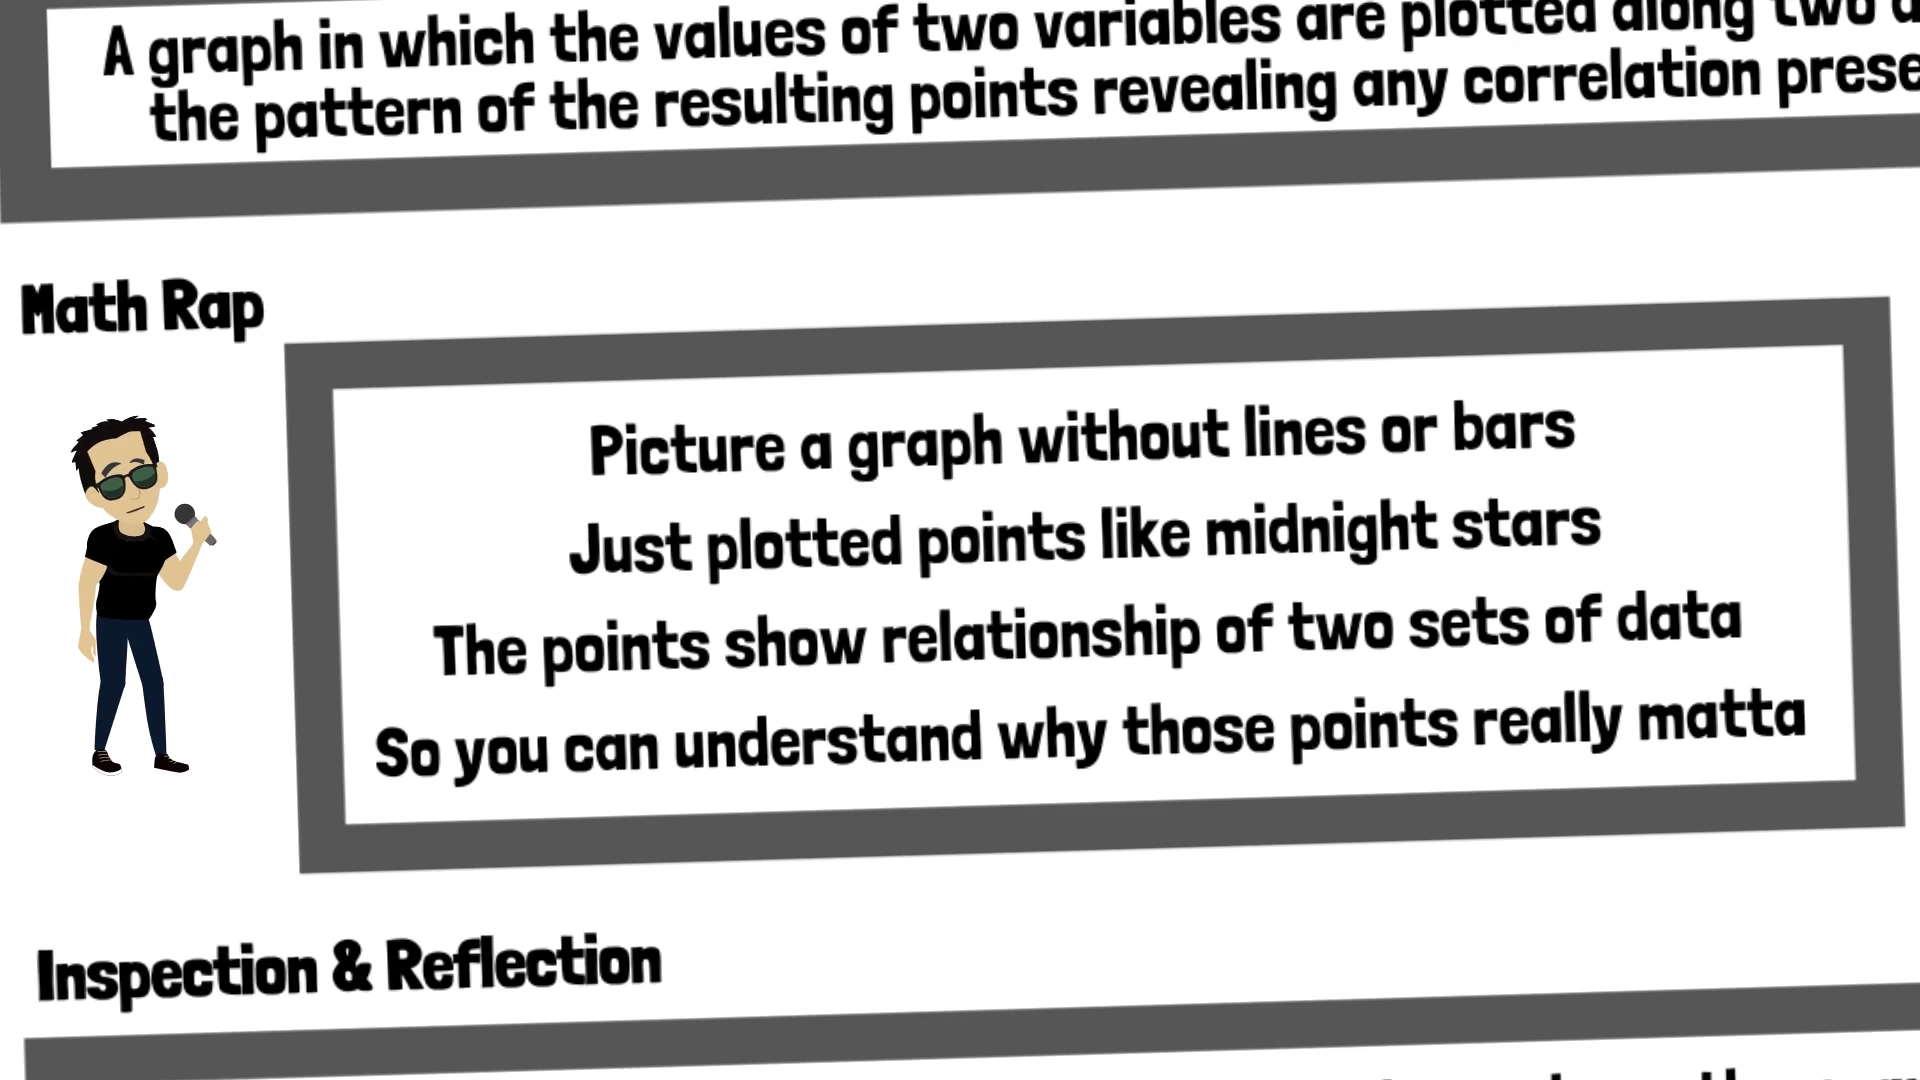 A graph in which the values of two variables are plotted along two
the pattern of the resulting points revealing any correlation
Math Rap
Picture a graph without lines or bars
Just plotted points like midnight stars
The points show relationship of two sets of data
So you can understand why those points really matta
Inspection & Reflection